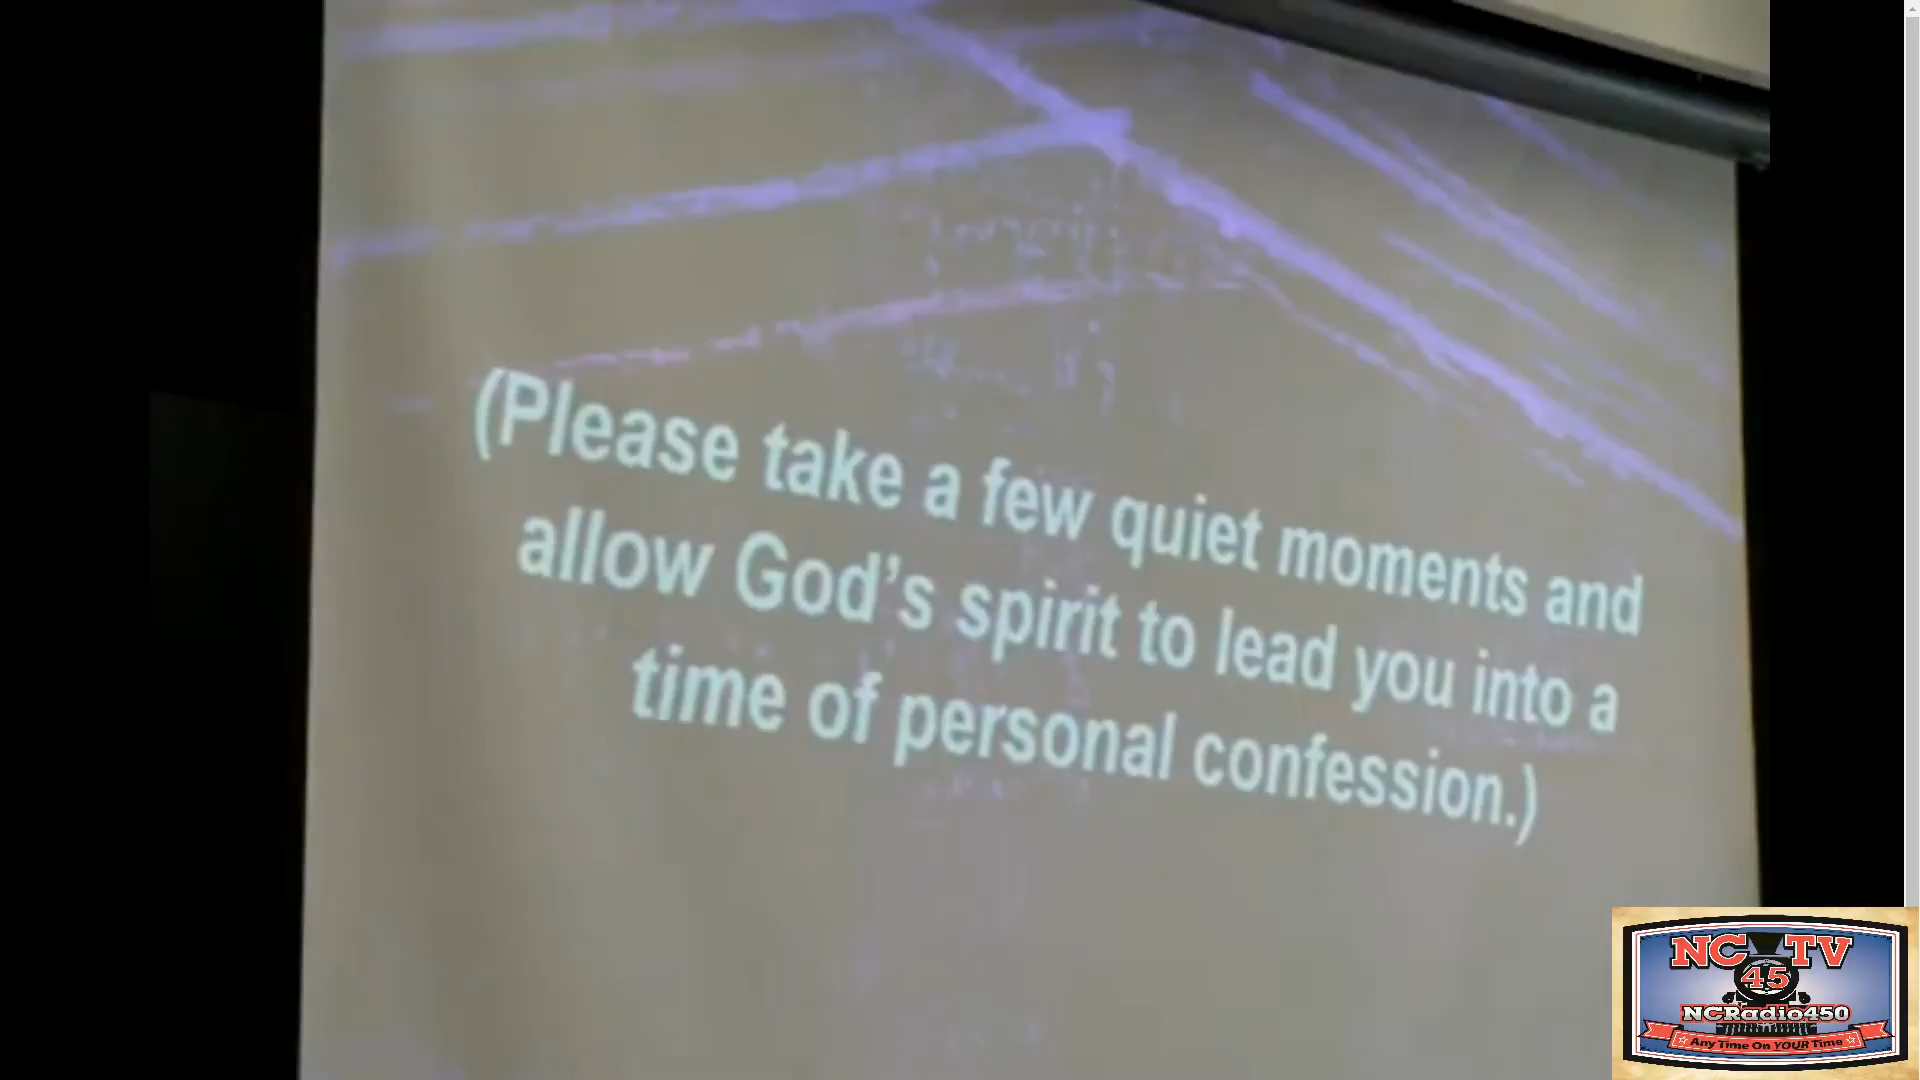 (Please take a few quiet moments and
allow God’s spirit to lead you into a
time of personal confession.)
NC TV
45
NCRadio450
Any Time On YOUR Time